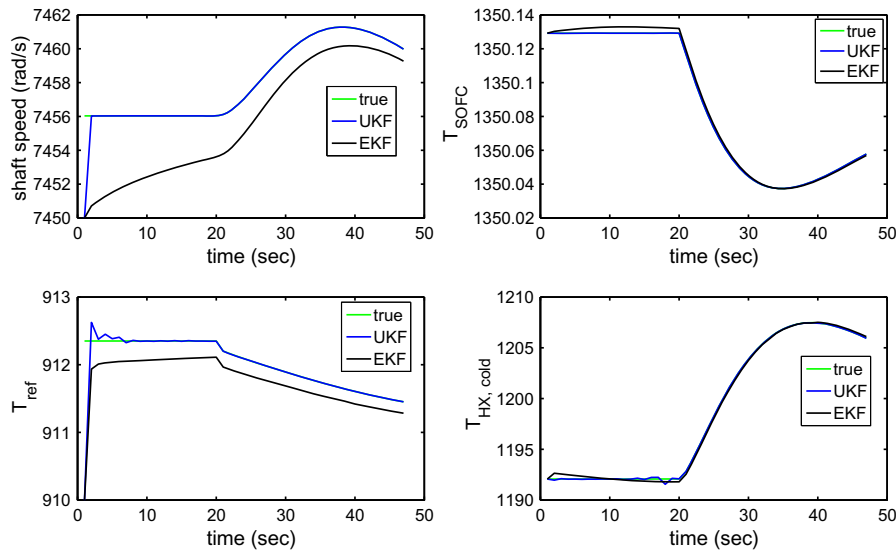 7462
7460
7458
7456
7454
7452
7450
0 10 20 30 40 50
shaft speed (rad/s)
time (sec)
true
UKF
EKF
1350.14
1350.12
1350.1
1350.08
1350.06
1350.04
1350.02
0 10 20 30 40 50
T_SOFC
time (sec)
true
UKF
EKF
913
912
911
910
0 10 20 30 40 50
T_ref
time (sec)
true
UKF
EKF
1210
1205
1200
1195
1190
0 10 20 30 40 50
T_HX, cold
time (sec)
true
UKF
EKF